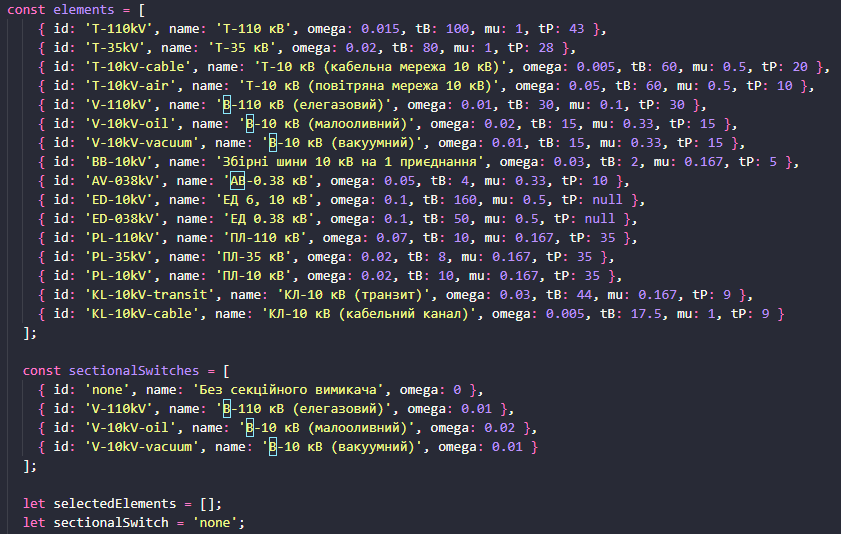 const elements = [
{ id: 'T-110kV', name: 'Т-110 кВ', omega: 0.015, tB: 100, mu: 1, tP: 43 },
{ id: 'T-35kV', name: 'Т-35 кВ', omega: 0.02, tB: 80, mu: 1, tP: 28 },
{ id: 'T-10kV-cable', name: 'Т-10 кВ (кабельна мережа 10 кВ)', omega: 0.005, tB: 60, mu: 0.5, tP: 20 },
{ id: 'T-10kV-air', name: 'Т-10 кВ (повітряна мережа 10 кВ)', omega: 0.05, tB: 60, mu: 0.5, tP: 10 },
{ id: 'V-110kV', name: 'В-110 кВ (елегазовий)', omega: 0.01, tB: 30, mu: 0.1, tP: 30 },
{ id: 'V-10kV-oil', name: 'В-10 кВ (малооливний)', omega: 0.02, tB: 15, mu: 0.33, tP: 15 },
{ id: 'V-10kV-vacuum', name: 'В-10 кВ (вакуумний)', omega: 0.01, tB: 15, mu: 0.33, tP: 15 },
{ id: 'BB-10kV', name: 'Збірні шини 10 кВ на 1 приєднання', omega: 0.03, tB: 2, mu: 0.167, tP: 5 },
{ id: 'AV-038kV', name: 'АВ-0.38 кВ', omega: 0.05, tB: 4, mu: 0.33, tP: 10 },
{ id: 'ED-10kV', name: 'ЕД 6, 10 кВ', omega: 0.1, tB: 160, mu: 0.5, tP: null },
{ id: 'ED-038kV', name: 'ЕД 0.38 кВ', omega: 0.1, tB: 50, mu: 0.5, tP: null },
{ id: 'PL-110kV', name: 'ПЛ-110 кВ', omega: 0.07, tB: 10, mu: 0.167, tP: 35 },
{ id: 'PL-35kV', name: 'ПЛ-35 кВ', omega: 0.02, tB: 8, mu: 0.167, tP: 35 },
{ id: 'PL-10kV', name: 'ПЛ-10 кВ', omega: 0.02, tB: 10, mu: 0.167, tP: 35 },
{ id: 'KL-10kV-transit', name: 'КЛ-10 кВ (транзит)', omega: 0.03, tB: 44, mu: 0.167, tP: 9 },
{ id: 'KL-10kV-cable', name: 'КЛ-10 кВ (кабельний канал)', omega: 0.005, tB: 17.5, mu: 1, tP: 9 }
];
const sectionalSwitches = [
{ id: 'none', name: 'Без секційного вимикача', omega: 0 },
{ id: 'V-110kV', name: 'В-110 кВ (елегазовий)', omega: 0.01 },
{ id: 'V-10kV-oil', name: 'В-10 кВ (малооливний)', omega: 0.02 },
{ id: 'V-10kV-vacuum', name: 'В-10 кВ (вакуумний)', omega: 0.01 }
];
let selectedElements = [];
let sectionalSwitch = 'none';